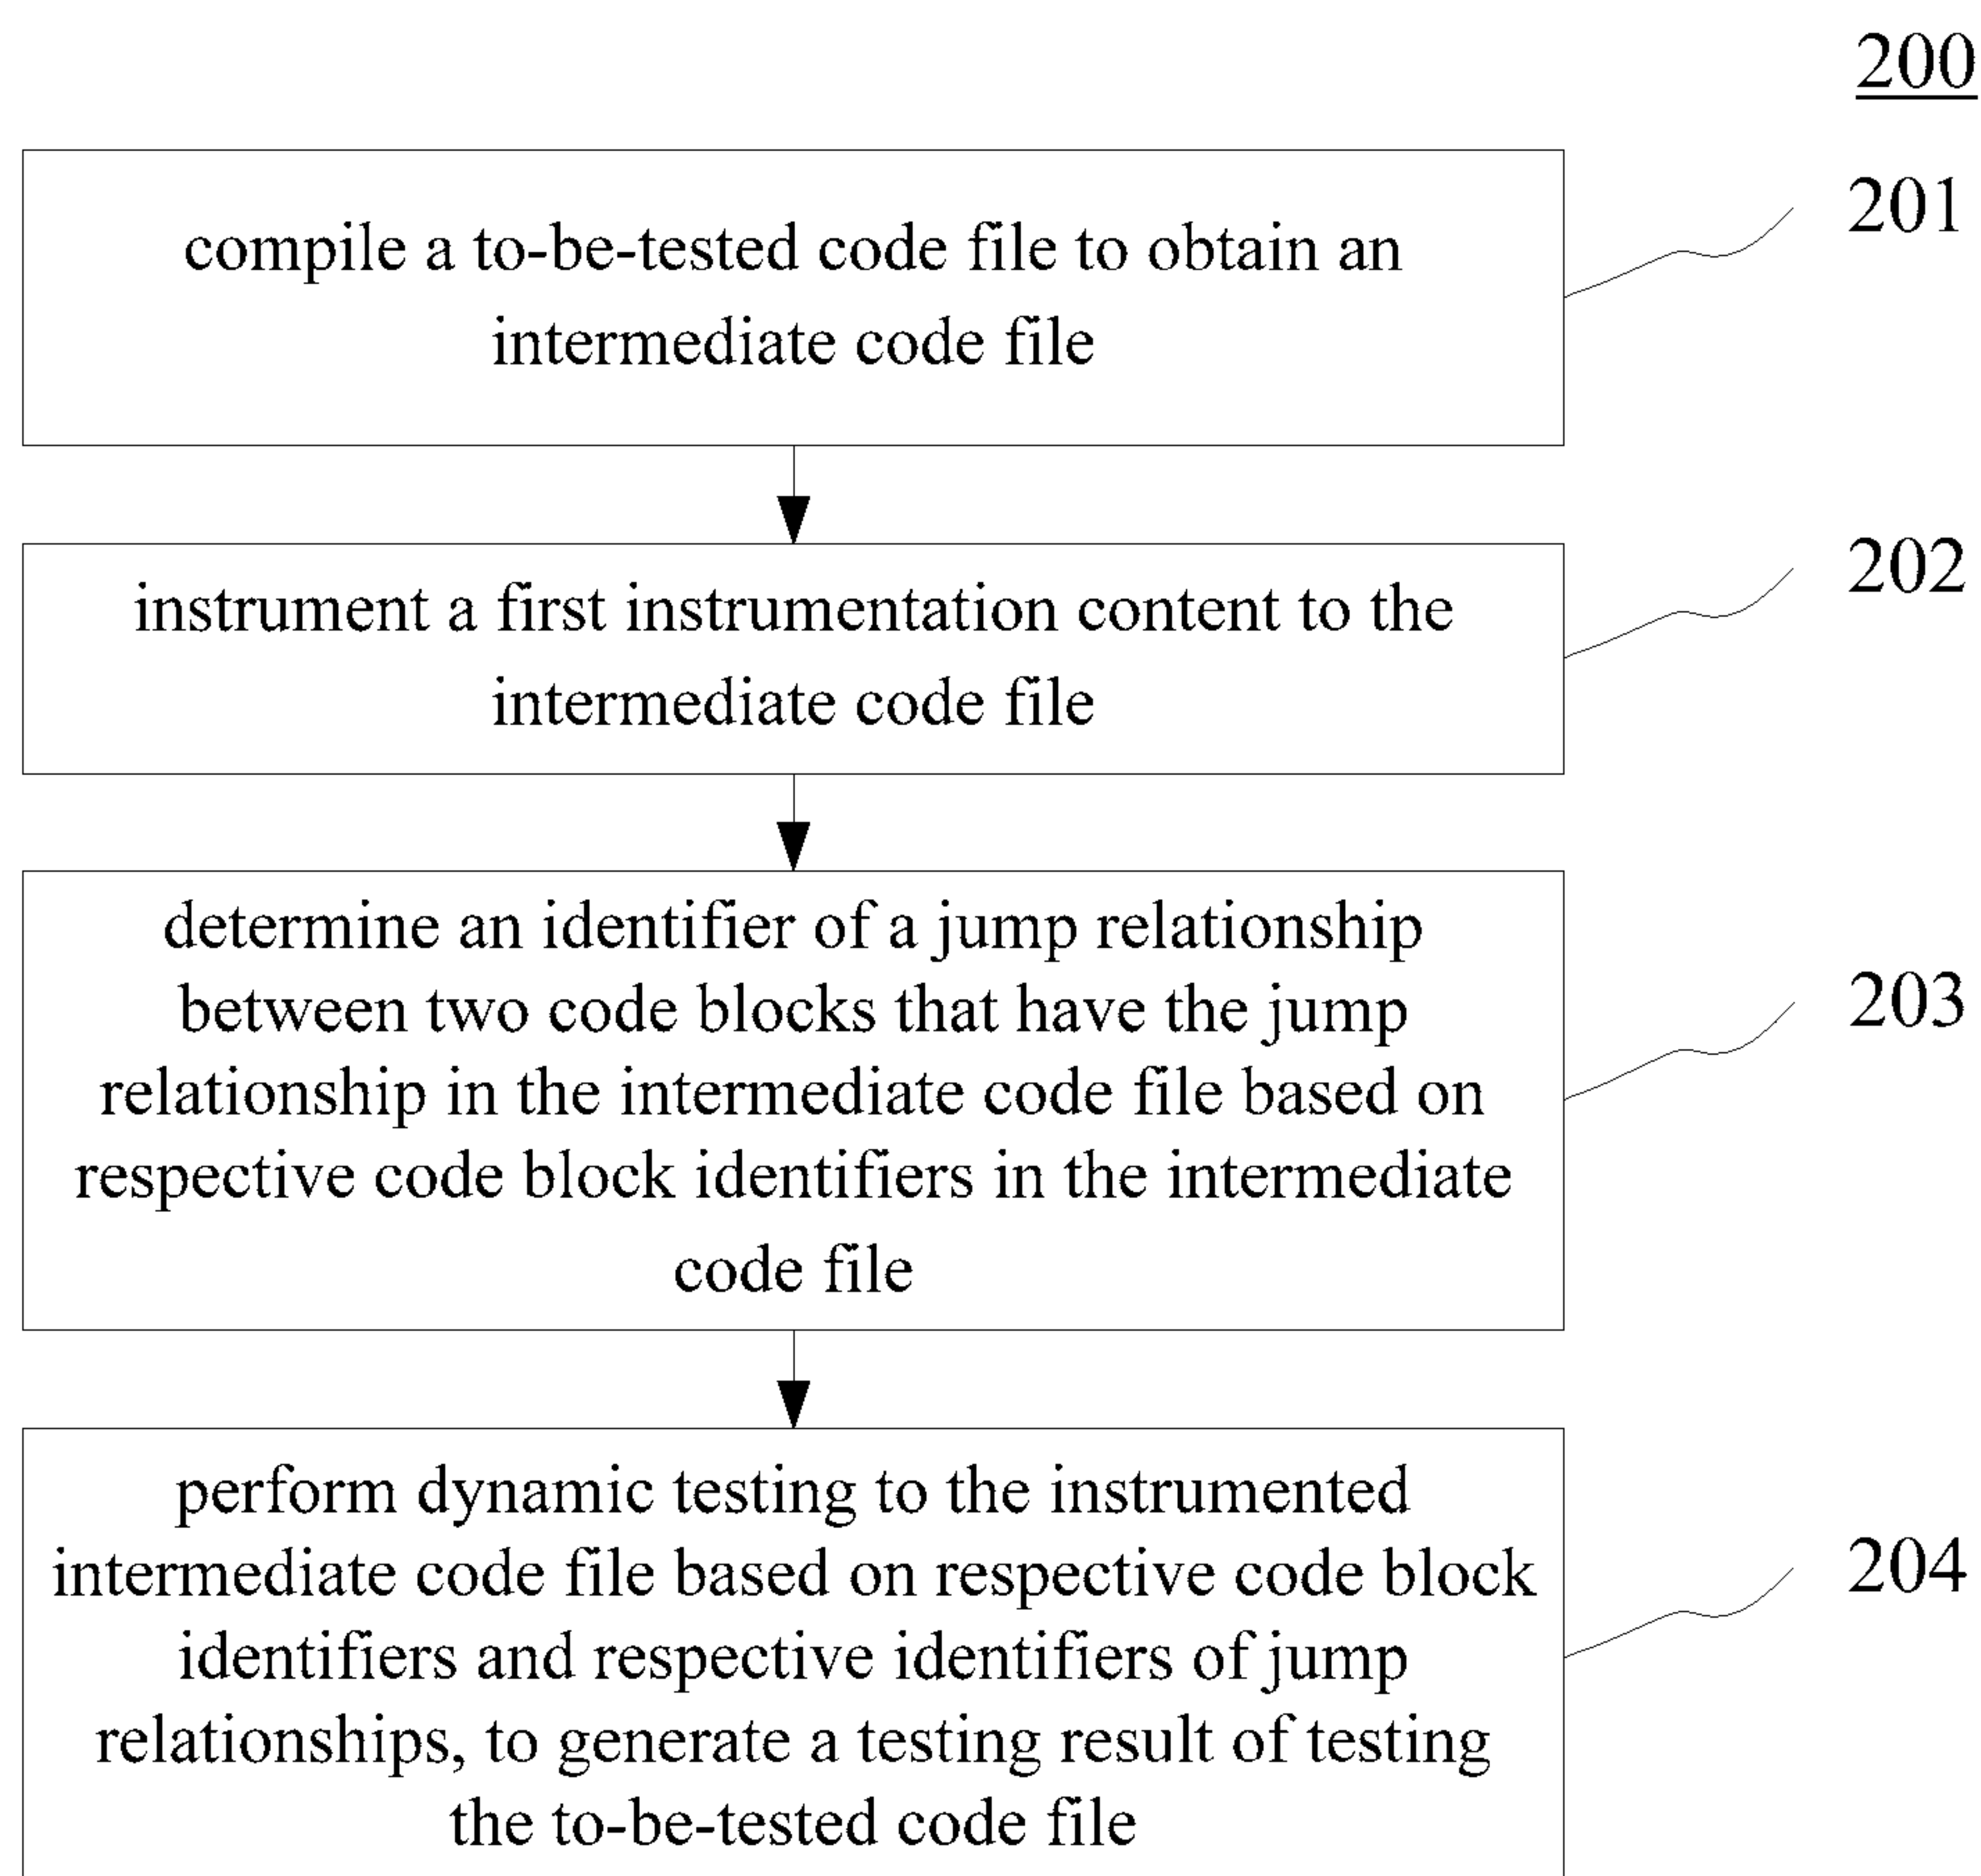 200
compile a to-be-tested code file to obtain an
intermediate code file
201
instrument a first instrumentation content to the
intermediate code file
202
determine an identifier of a jump relationship
between two code blocks that have the jump
relationship in the intermediate code file based on
respective code block identifiers in the intermediate
code file
203
perform dynamic testing to the instrumented
intermediate code file based on respective code block
identifiers and respective identifiers of jump
relationships, to generate a testing result of testing
the to-be-tested code file
204